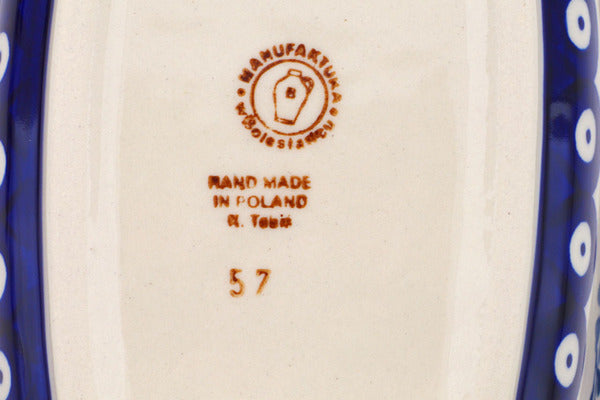 MANUFAKTURA
w Bolesławcu
B
HAND MADE
IN POLAND
57